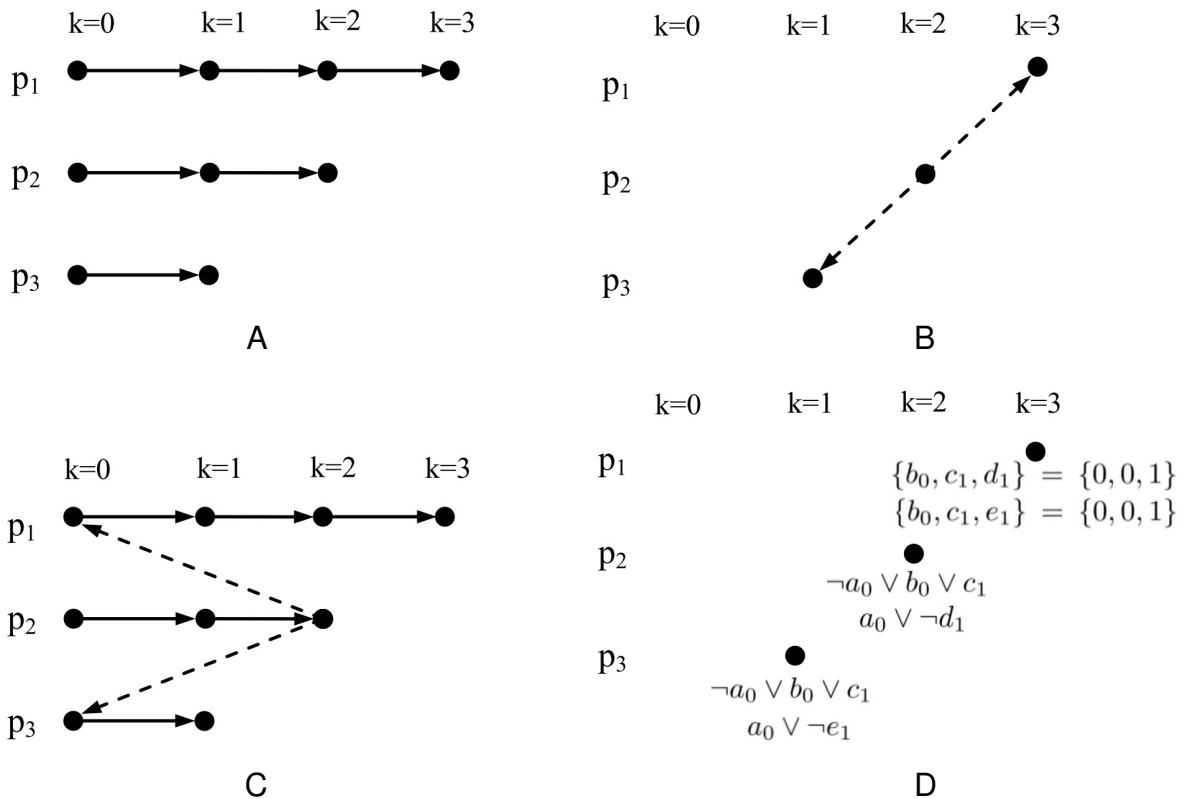 k=0 k=1 k=2 k=3
p₁
p₂
p₃
A
k=0 k=1 k=2 k=3
p₁
p₂
p₃
B
k=0 k=1 k=2 k=3
p₁
p₂
p₃
C
k=0 k=1 k=2 k=3
p₁
{b₀, c₁, d₁} = {0, 0, 1}
{b₀, c₁, e₁} = {0, 0, 1}
p₂
¬a₀ ∨ b₀ ∨ c₁
a₀ ∨ ¬d₁
p₃
¬a₀ ∨ b₀ ∨ c₁
a₀ ∨ ¬e₁
D